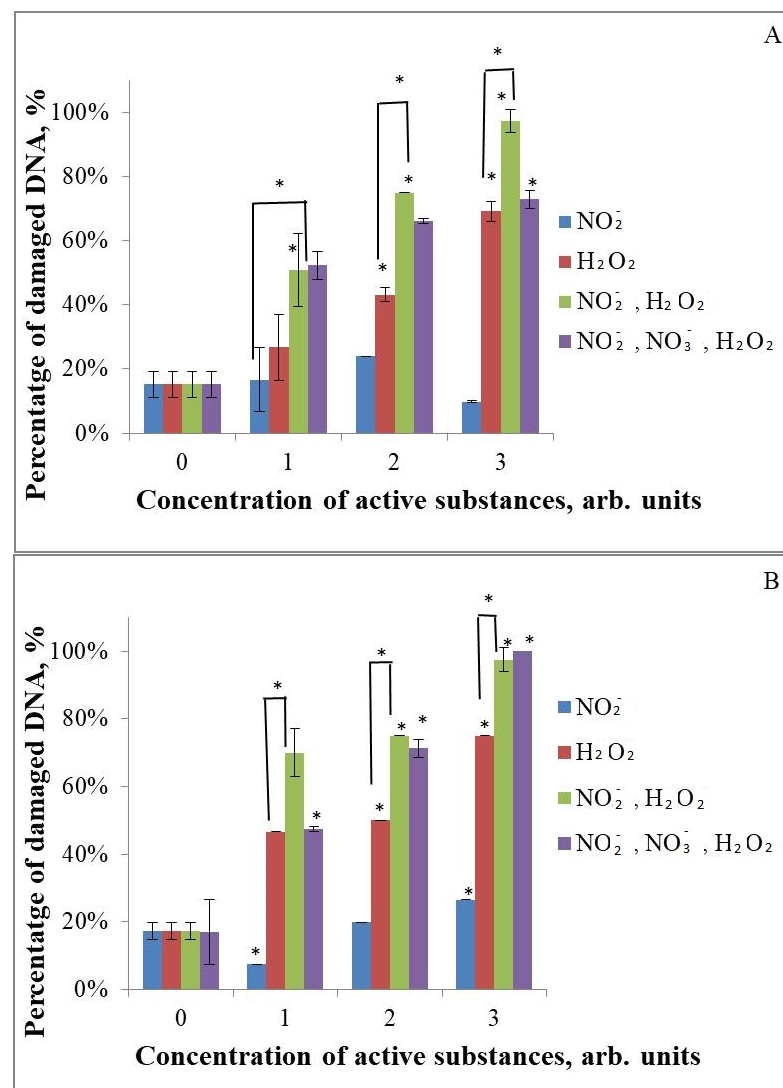 A
Percentatge of damaged DNA, %
100%
80%
60%
40%
20%
0%
0 1 2 3
Concentration of active substances, arb. units
* * * * * * * * * *
NO₂⁻
H₂O₂
NO₂⁻ , H₂O₂
NO₂⁻ , NO₃⁻ , H₂O₂
B
Percentatge of damaged DNA, %
100%
80%
60%
40%
20%
0%
0 1 2 3
Concentration of active substances, arb. units
* * * * * * * * * * * *
NO₂⁻
H₂O₂
NO₂⁻ , H₂O₂
NO₂⁻ , NO₃⁻ , H₂O₂